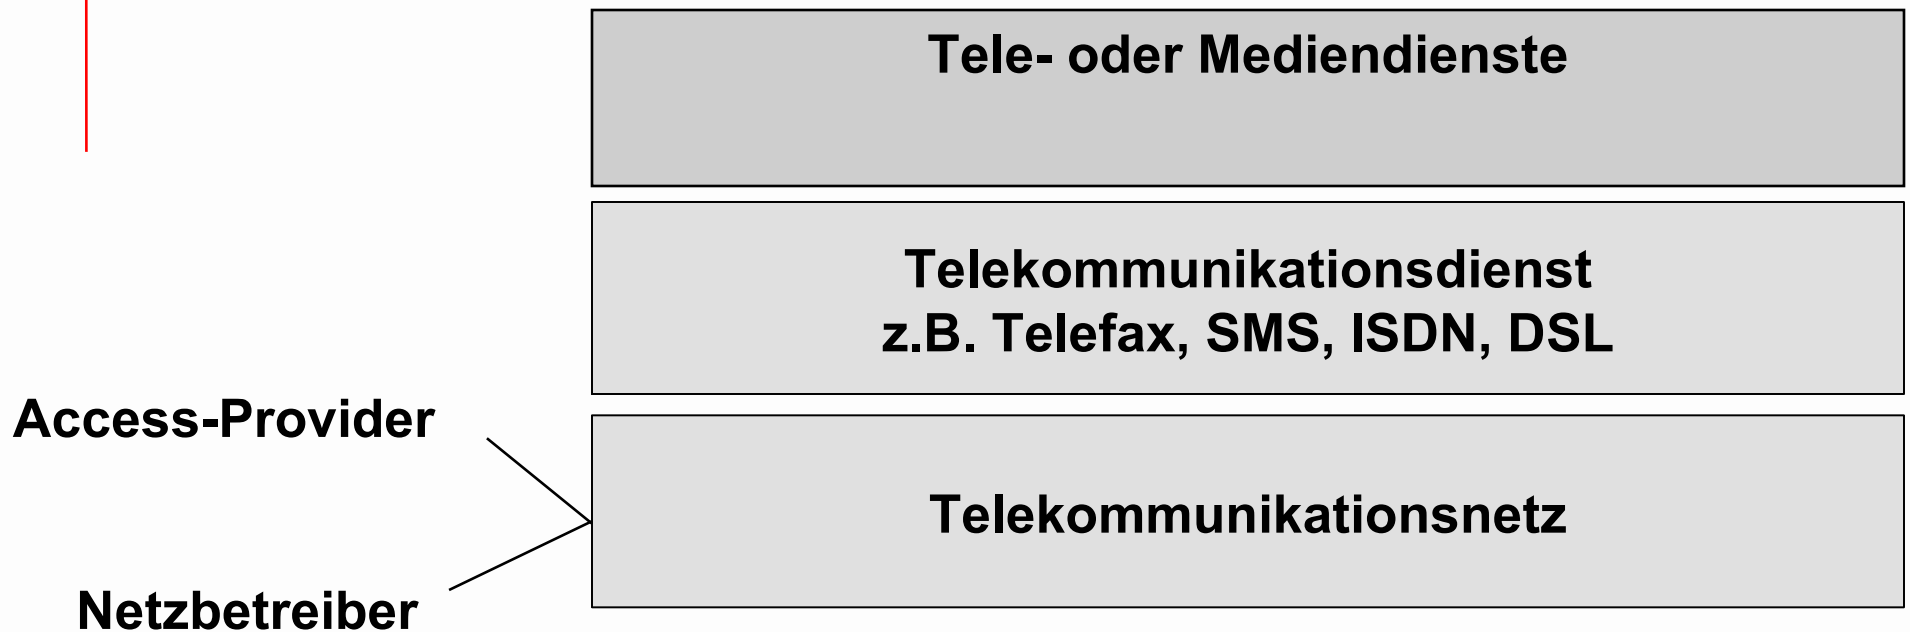 Tele- oder Mediendienste
Telekommunikationsdienst
z.B. Telefax, SMS, ISDN, DSL
Access-Provider
Telekommunikationsnetz
Netzbetreiber